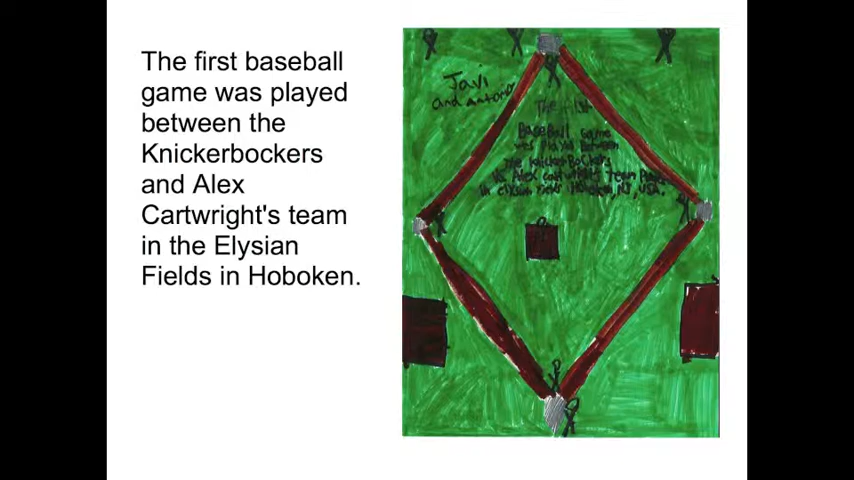 The first baseball
game was played
between the
Knickerbockers
and Alex
Cartwright's team
in the Elysian
Fields in Hoboken.
Javi
and Antonio
The 1st
BaseBall Game
was Played Between
The KnickerBockers
Vs. Alex cartwright's Team
in Elysian Fields Hoboken, NJ, USA.